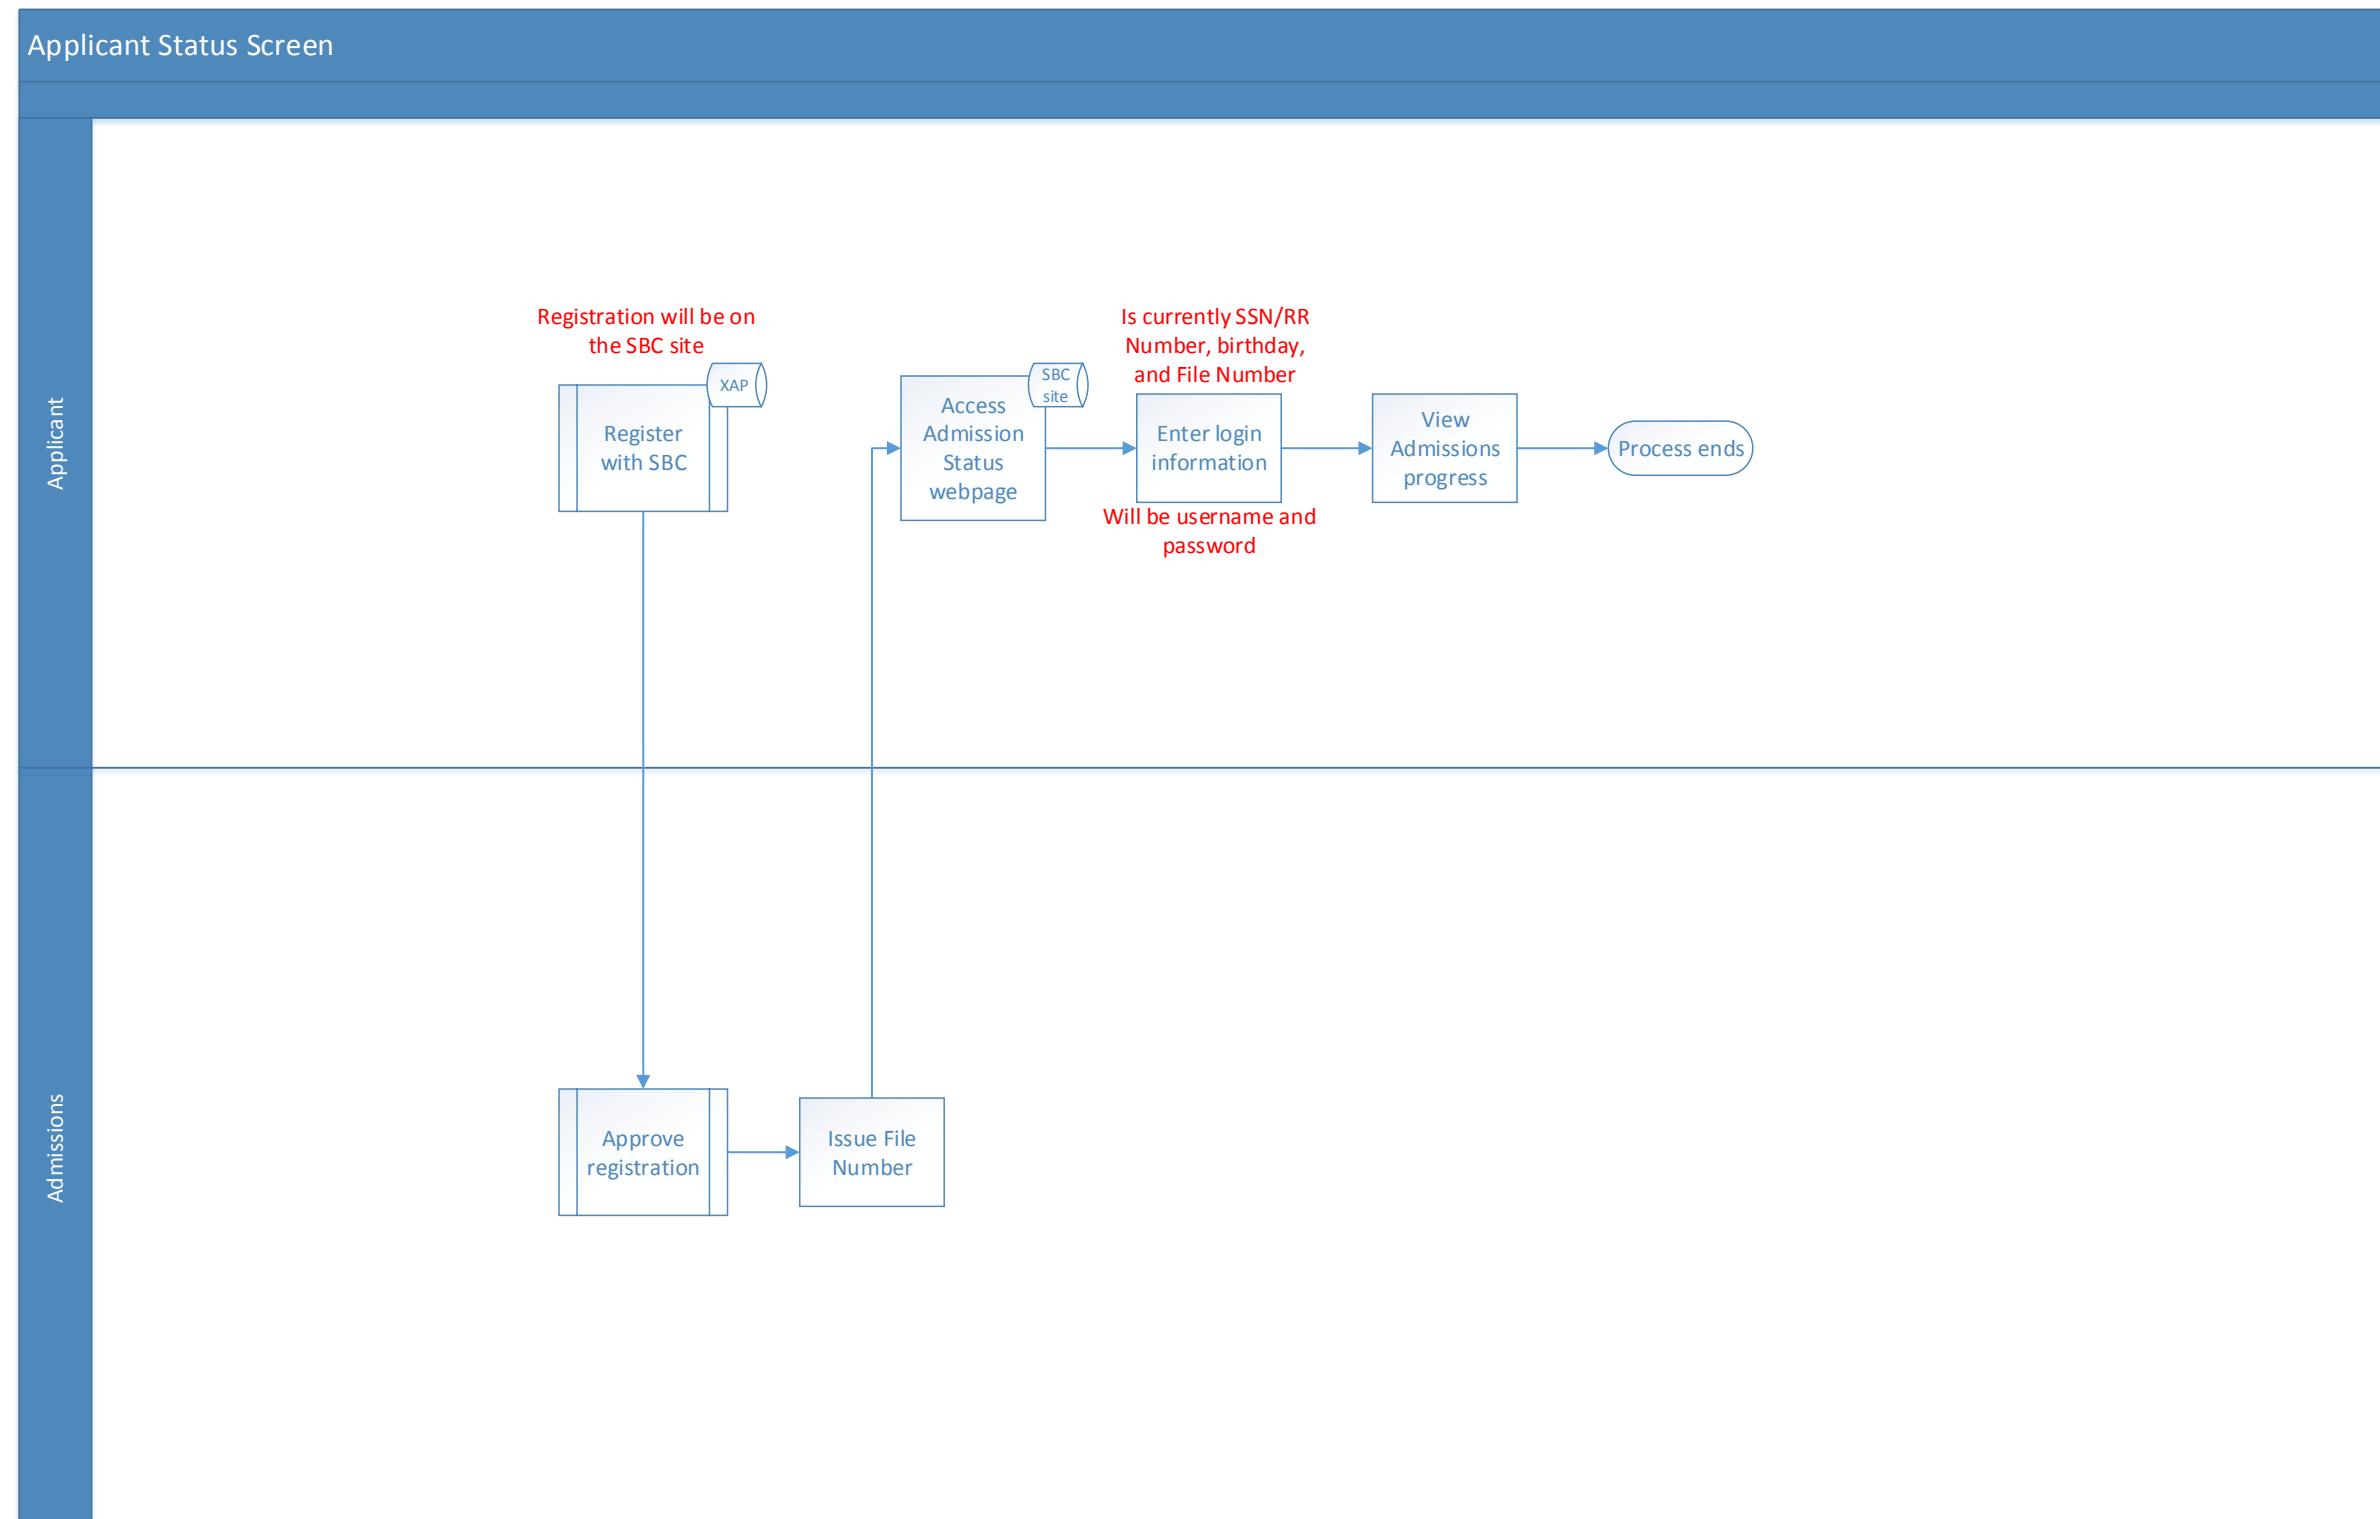 Applicant Status Screen
Applicant
Registration will be on
the SBC site
XAP
Register
with SBC
SBC
site
Access
Admission
Status
webpage
Is currently SSN/RR
Number, birthday,
and File Number
Enter login
information
Will be username and
password
View
Admissions
progress
Process ends
Admissions
Approve
registration
Issue File
Number